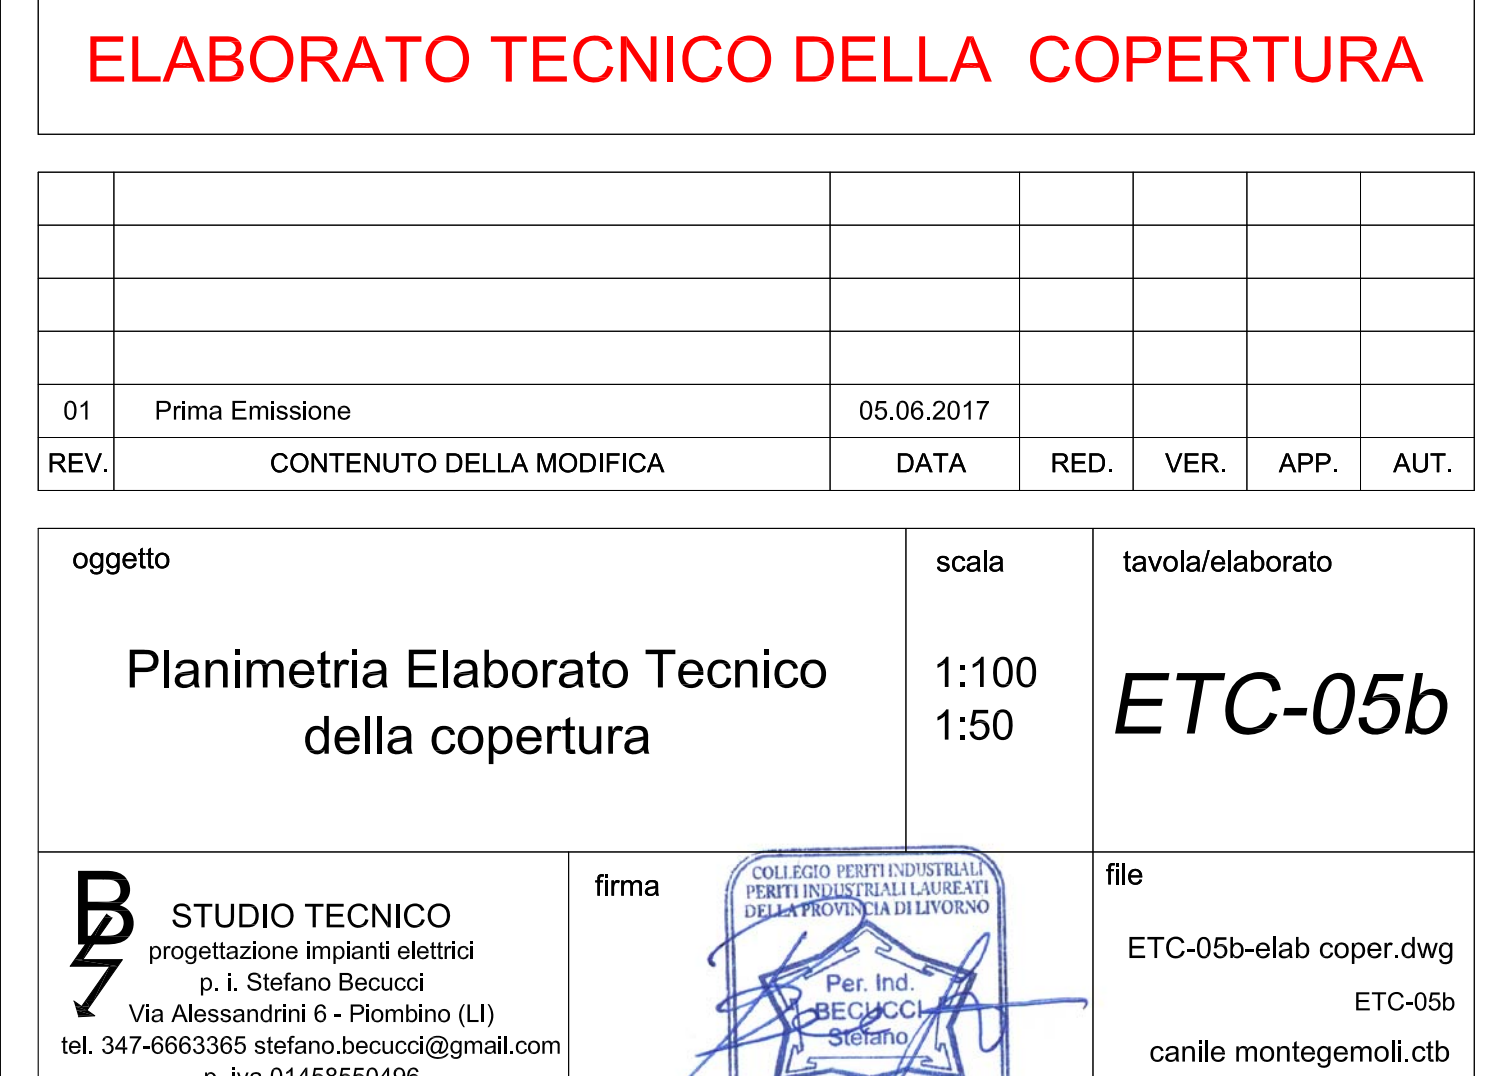 ELABORATO TECNICO DELLA COPERTURA
01 Prima Emissione 05.06.2017
REV. CONTENUTO DELLA MODIFICA DATA RED. VER. APP. AUT.
oggetto
Planimetria Elaborato Tecnico
della copertura
scala
1:100
1:50
tavola/elaborato
ETC-05b
B
STUDIO TECNICO
progettazione impianti elettrici
p. i. Stefano Becucci
Via Alessandrini 6 - Piombino (LI)
tel. 347-6663365 stefano.becucci@gmail.com
p. iva 01458550496
firma
COLLEGIO PERITI INDUSTRIALI
PERITI INDUSTRIALI LAUREATI
DELLA PROVINCIA DI LIVORNO
Per. Ind.
BECUCCI
Stefano
file
ETC-05b-elab coper.dwg
ETC-05b
canile montegemoli.ctb